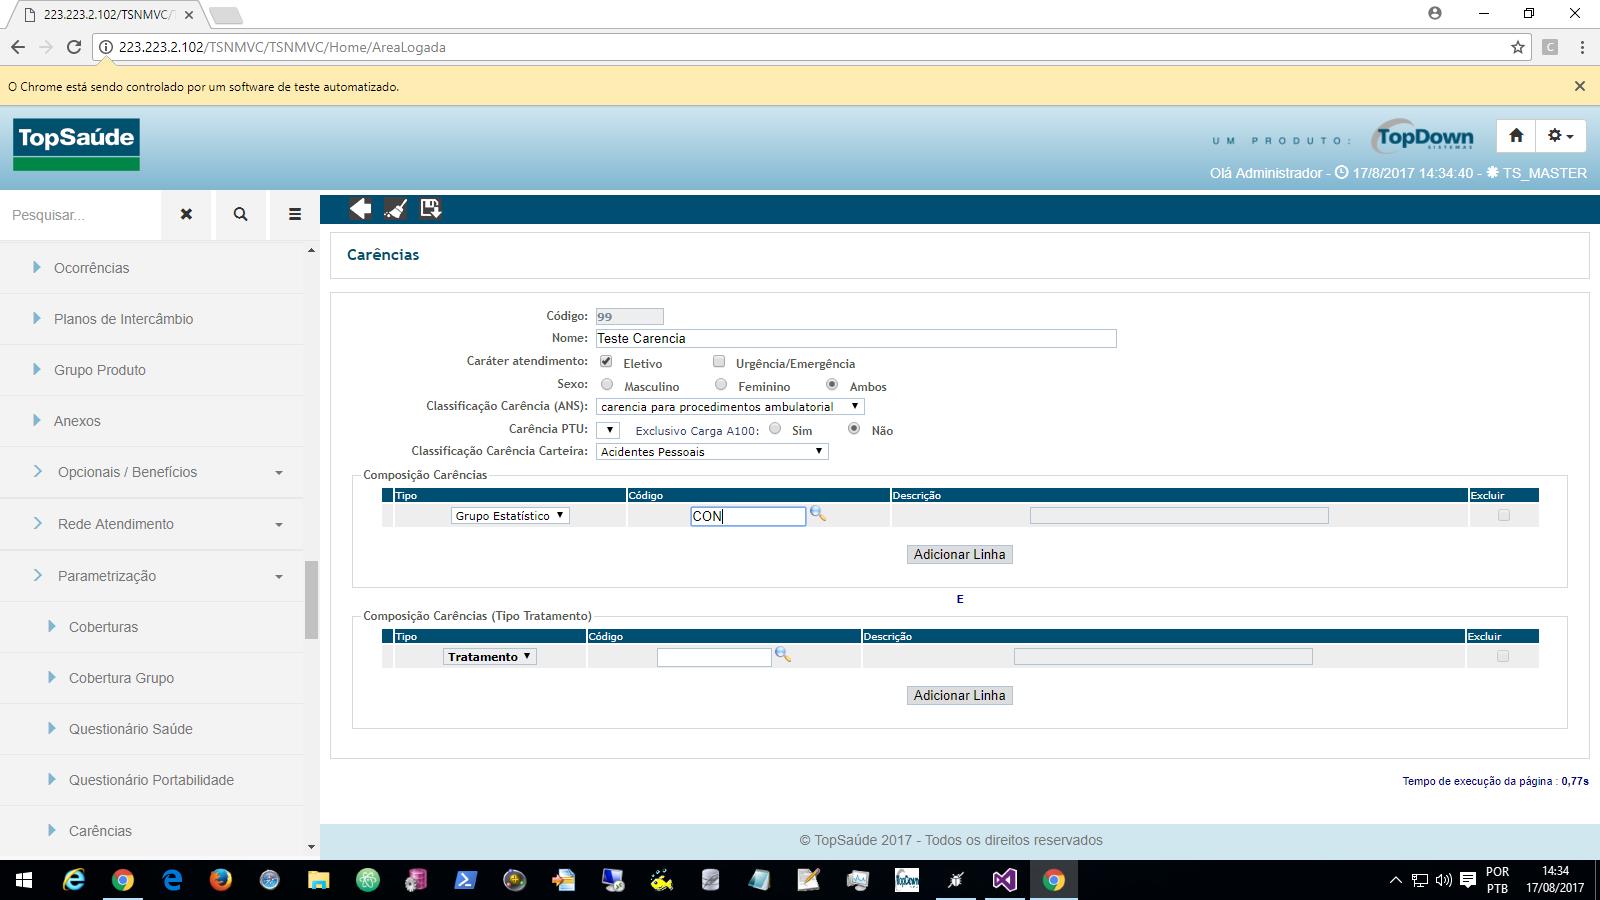 223.223.2.102/TSNMVC/T
223.223.2.102/TSNMVC/TSNMVC/Home/AreaLogada
C
O Chrome está sendo controlado por um software de teste automatizado.
TopSaúde
UM PRODUTO:
TopDown
SISTEMAS
Olá Administrador - 17/8/2017 14:34:40 - TS_MASTER
Pesquisar...
Ocorrências
Planos de Intercâmbio
Grupo Produto
Anexos
Opcionais / Benefícios
Rede Atendimento
Parametrização
Coberturas
Cobertura Grupo
Questionário Saúde
Questionário Portabilidade
Carências
Carências
Código: 99
Nome: Teste Carencia
Caráter atendimento: Eletivo Urgência/Emergência
Sexo: Masculino Feminino Ambos
Classificação Carência (ANS): carencia para procedimentos ambulatorial
Carência PTU: Exclusivo Carga A100: Sim Não
Classificação Carência Carteira: Acidentes Pessoais
Composição Carências
Tipo Código Descrição Excluir
Grupo Estatístico CON
Adicionar Linha
E
Composição Carências (Tipo Tratamento)
Tipo Código Descrição Excluir
Tratamento
Adicionar Linha
Tempo de execução da página : 0,77s
© TopSaúde 2017 - Todos os direitos reservados
TopDown
POR
PTB
14:34
17/08/2017